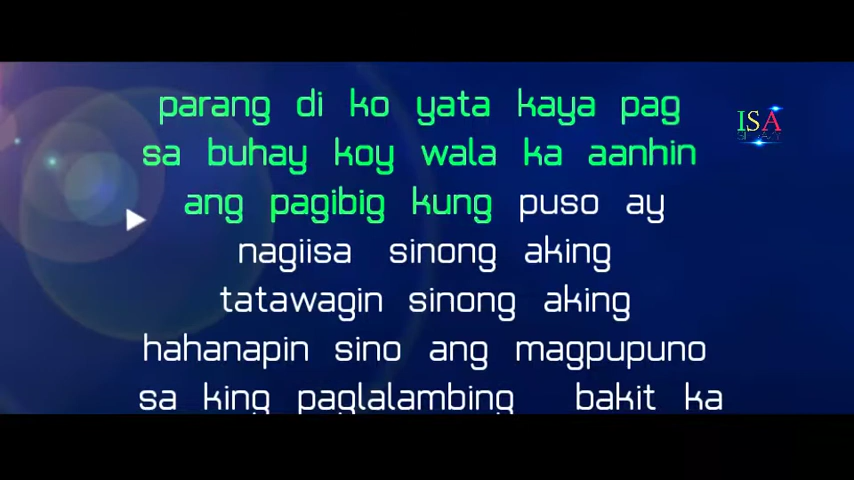 parang di ko yata kaya pag
sa buhay koy wala ka aanhin
ang pagibig kung puso ay
nagiisa sinong aking
tatawagin sinong aking
hahanapin sino ang magpupuno
sa king paglalambing bakit ka
ISA